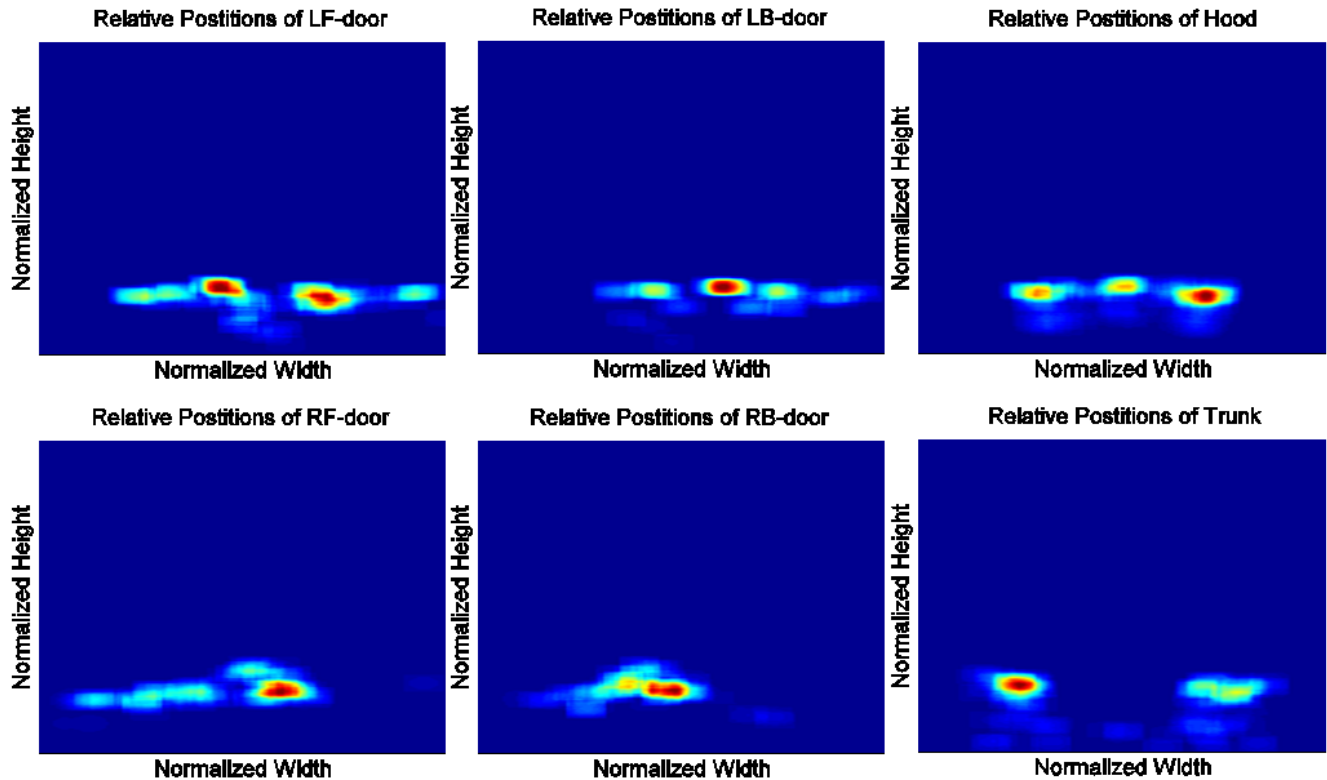 Relative Postitions of LF-door
Relative Postitions of LB-door
Relative Postitions of Hood
Normalized Height
Normalized Height
Normalized Height
Normalized Width
Normalized Width
Normalized Width
Relative Postitions of RF-door
Relative Postitions of RB-door
Relative Postitions of Trunk
Normalized Height
Normalized Height
Normalized Height
Normalized Width
Normalized Width
Normalized Width